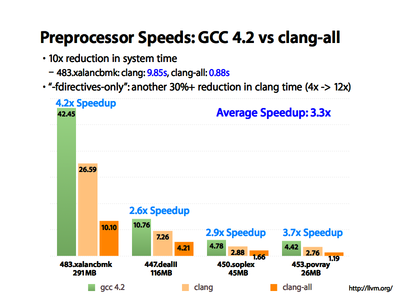 Preprocessor Speeds: GCC 4.2 vs clang-all
• 10x reduction in system time
– 483.xalancbmk: clang: 9.85s, clang-all: 0.88s
• “-fdirectives-only”: another 30%+ reduction in clang time (4x -> 12x)
4.2x Speedup
Average Speedup: 3.3x
42.45
26.59
10.10
2.6x Speedup
10.76
7.26
4.21
2.9x Speedup
4.78
2.88
1.66
3.7x Speedup
4.42
2.76
1.19
483.xalancbmk
291MB
447.dealII
116MB
450.soplex
45MB
453.povray
26MB
gcc 4.2
clang
clang-all
http://llvm.org/